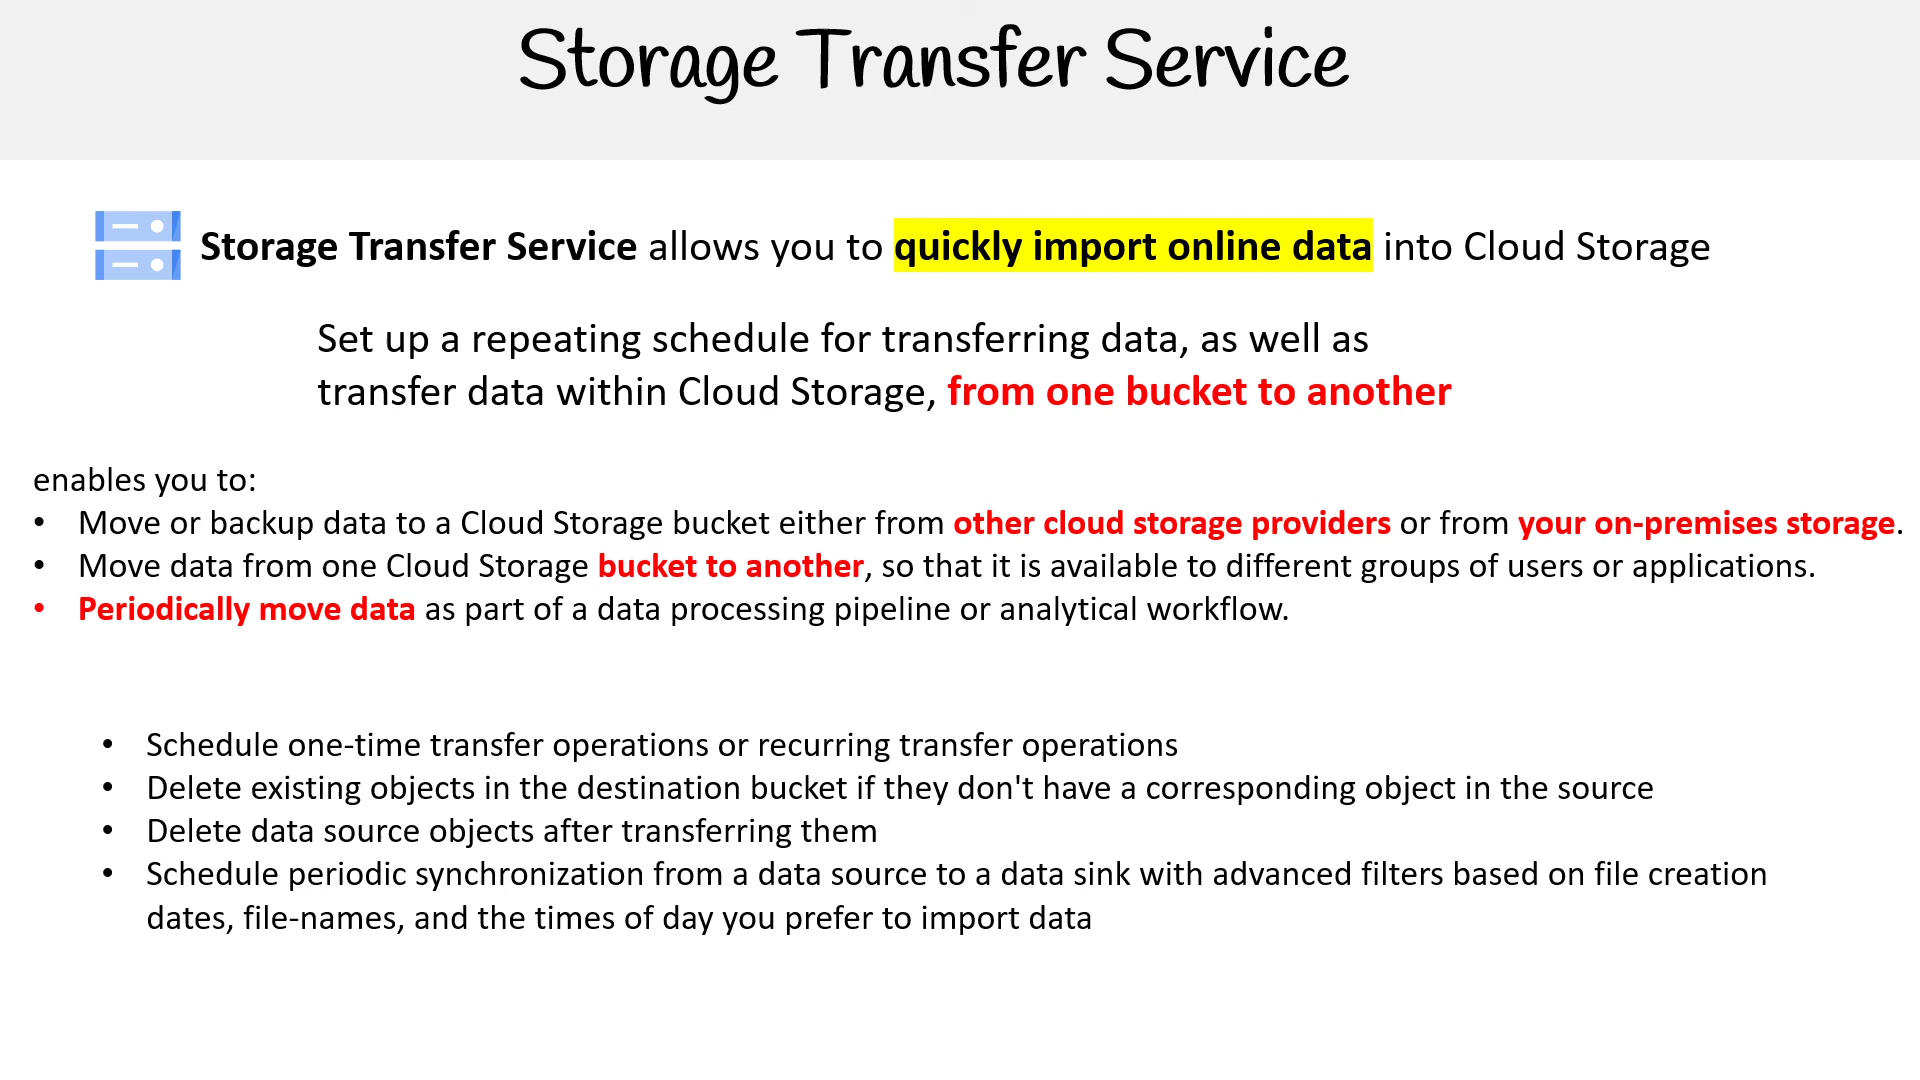 Storage Transfer Service
Storage Transfer Service allows you to quickly import online data into Cloud Storage
Set up a repeating schedule for transferring data, as well as
transfer data within Cloud Storage, from one bucket to another
enables you to:
• Move or backup data to a Cloud Storage bucket either from other cloud storage providers or from your on-premises storage.
• Move data from one Cloud Storage bucket to another, so that it is available to different groups of users or applications.
• Periodically move data as part of a data processing pipeline or analytical workflow.
• Schedule one-time transfer operations or recurring transfer operations
• Delete existing objects in the destination bucket if they don't have a corresponding object in the source
• Delete data source objects after transferring them
• Schedule periodic synchronization from a data source to a data sink with advanced filters based on file creation
dates, file-names, and the times of day you prefer to import data